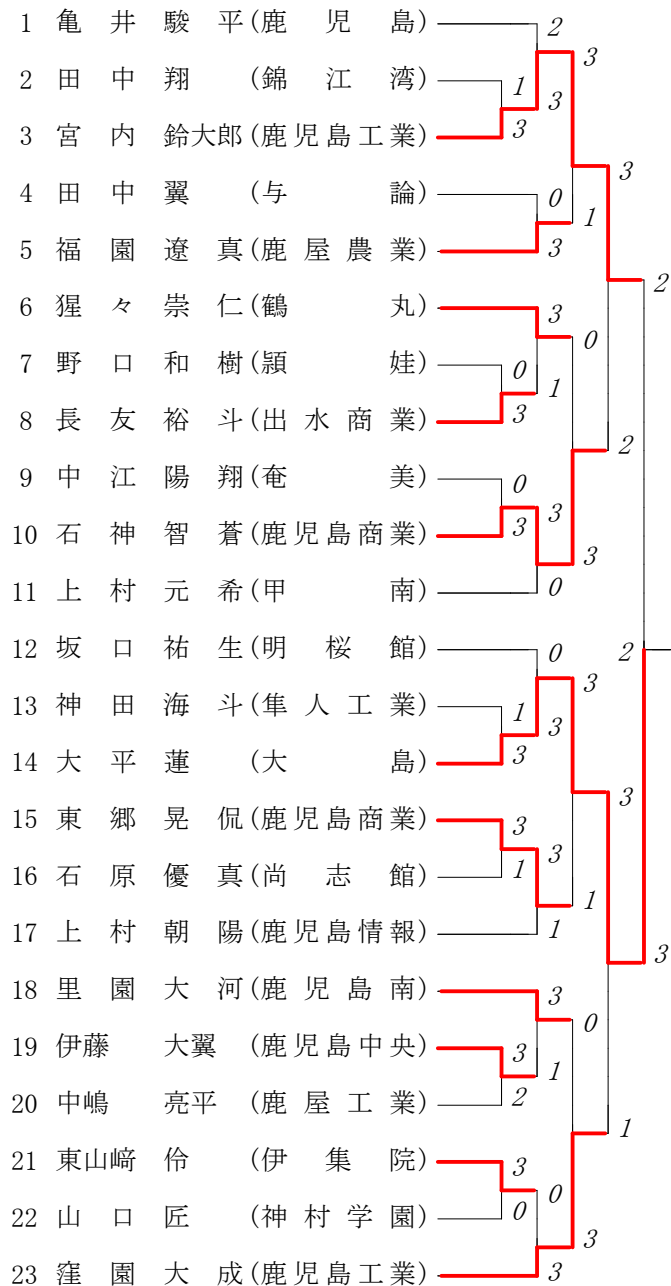 1 亀井駿平(鹿児島) 2
3
2 田中翔(錦江湾) 1
3
3 宮内鈴大郎(鹿児島工業) 3
3
4 田中翼(与論) 0
1
5 福園遼真(鹿屋農業) 3
2
6 猩々崇仁(鶴丸) 3
0
7 野口和樹(頴娃) 0
1
8 長友裕斗(出水商業) 3
2
9 中江陽翔(奄美) 0
3
10 石神智蒼(鹿児島商業) 3
3
11 上村元希(甲南) 0
12 坂口祐生(明桜館) 0
2
3
13 神田海斗(隼人工業) 1
3
14 大平蓮(大島) 3
3
15 東郷晃侃(鹿児島商業) 3
3
16 石原優真(尚志館) 1
1
17 上村朝陽(鹿児島情報) 1
3
18 里園大河(鹿児島南) 3
0
19 伊藤 大翼(鹿児島中央) 3
1
20 中嶋 亮平(鹿屋工業) 2
1
21 東山﨑伶(伊集院) 3
0
22 山口匠(神村学園) 0
3
23 窪園大成(鹿児島工業) 3